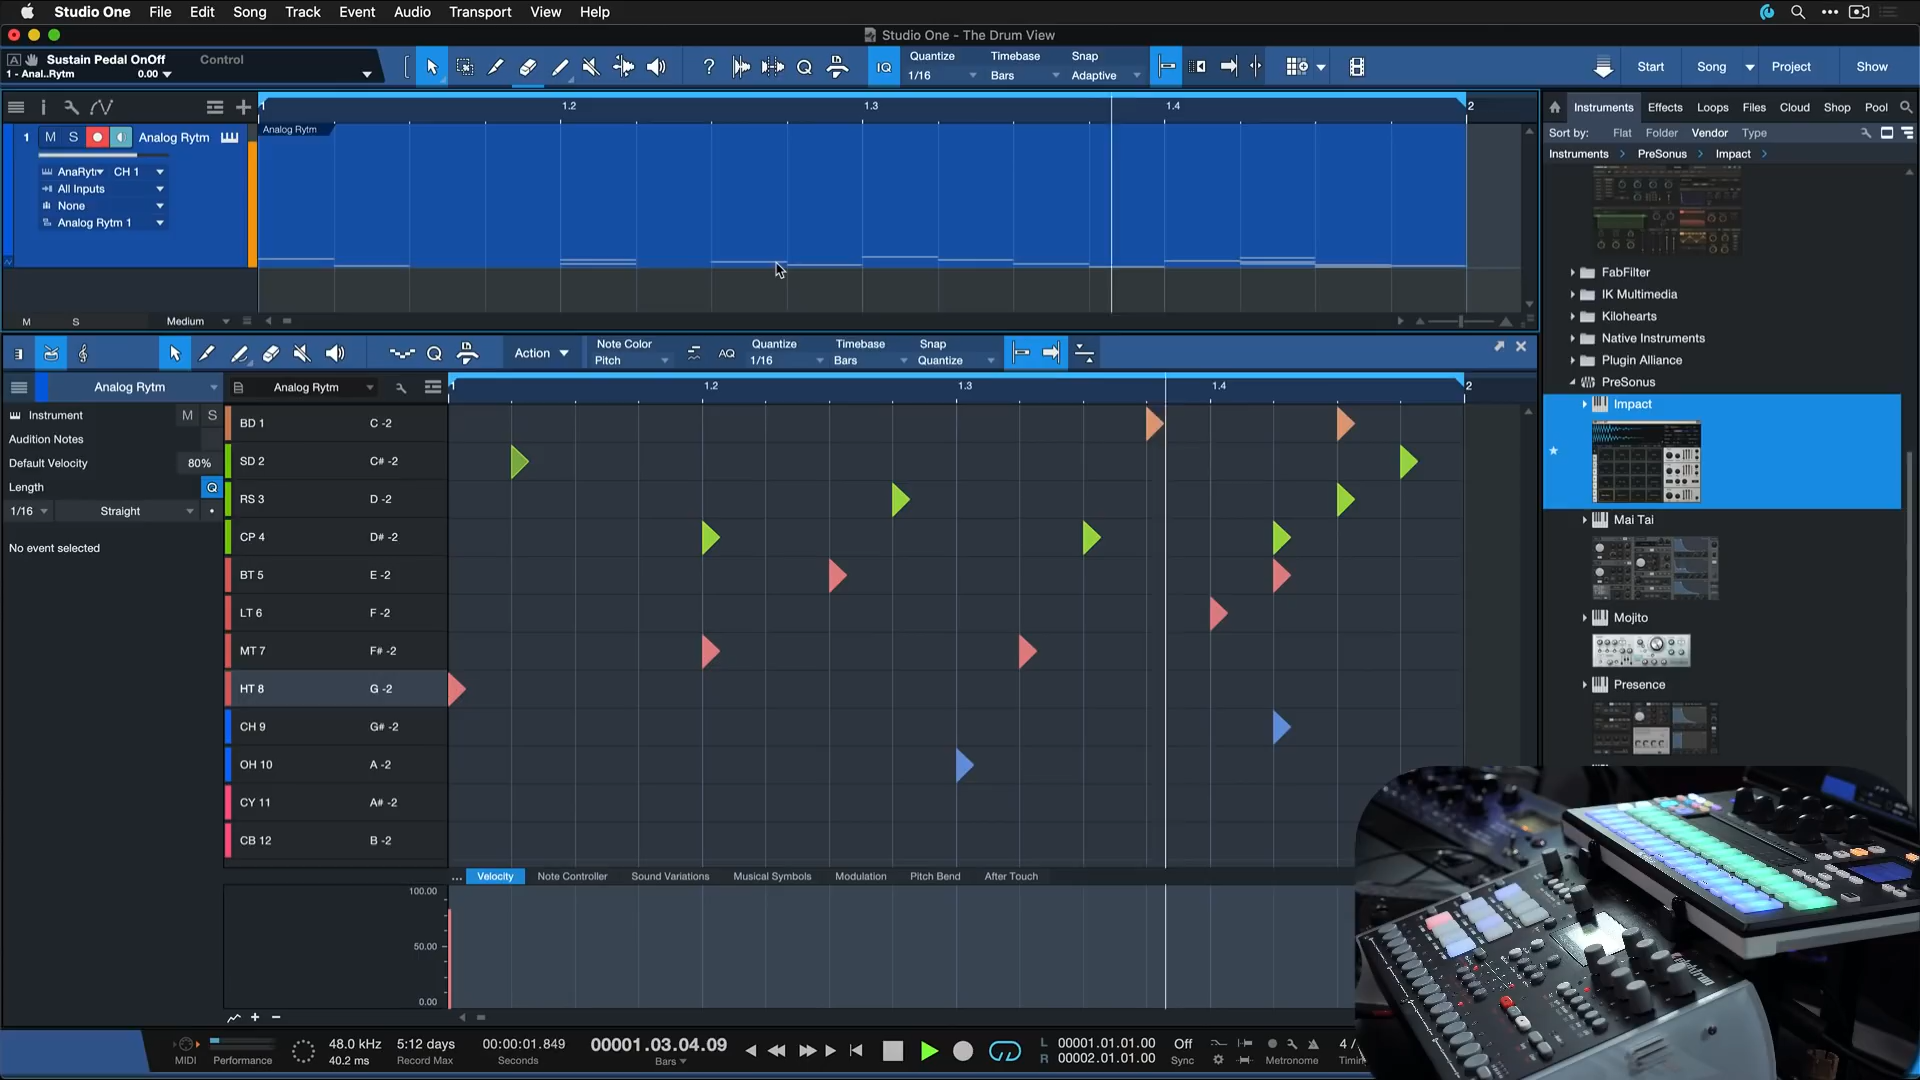 Studio One File Edit Song Track Event Audio Transport View Help
Studio One - The Drum View
Sustain Pedal OnOff Control
1 - Anal..Rytm 0.00
IQ
Quantize Timebase Snap
1/16 Bars Adaptive
Start Song Project Show
1 1.2 1.3 1.4 2
1 M S Analog Rytm
Analog Rytm
AnaRytr CH 1
All Inputs
None
Analog Rytm 1
M S Medium
Instruments Effects Loops Files Cloud Shop Pool
Sort by: Flat Folder Vendor Type
Instruments PreSonus Impact
FabFilter
IK Multimedia
Kilohearts
Native Instruments
Plugin Alliance
PreSonus
Impact
Mai Tai
Mojito
Presence
Action
Note Color
Pitch
AQ
Quantize Timebase Snap
1/16 Bars Quantize
Analog Rytm Analog Rytm
1 1.2 1.3 1.4 2
Instrument M S
Audition Notes
Default Velocity 80%
Length Q
1/16 Straight
No event selected
BD 1 C -2
SD 2 C# -2
RS 3 D -2
CP 4 D# -2
BT 5 E -2
LT 6 F -2
MT 7 F# -2
HT 8 G -2
CH 9 G# -2
OH 10 A -2
CY 11 A# -2
CB 12 B -2
... Velocity Note Controller Sound Variations Musical Symbols Modulation Pitch Bend After Touch
100.00
50.00
0.00
MIDI Performance
48.0 kHz
40.2 ms
5:12 days
Record Max
00:00:01.849
Seconds
00001.03.04.09
Bars
L 00001.01.01.00
R 00002.01.01.00
Off
Sync
Metronome
4 /
Timin
elektron